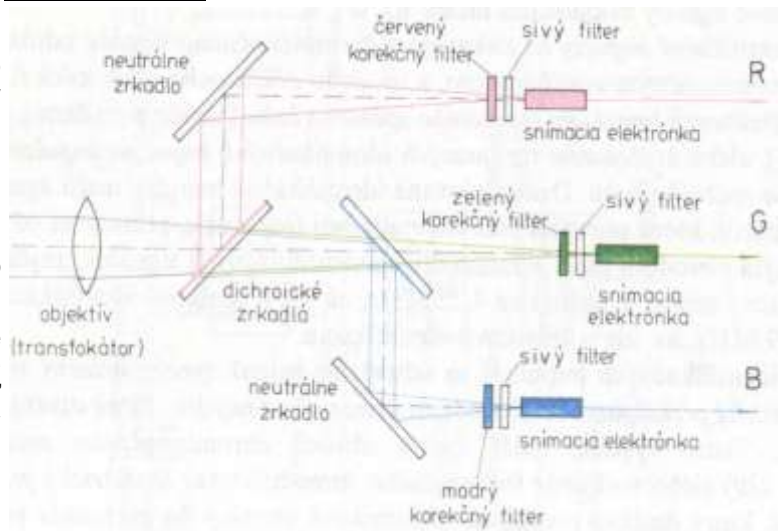 neutrálne
zrkadlo
červený
korekčný filter
sivý filter
R
snímacia elektrónka
zelený
korekčný filter
sivý filter
G
objektív
(transfokátor)
dichroické
zrkadlá
snímacia
elektrónka
neutrálne
zrkadlo
sivý filter
B
snímacia elektrónka
modrý
korekčný filter